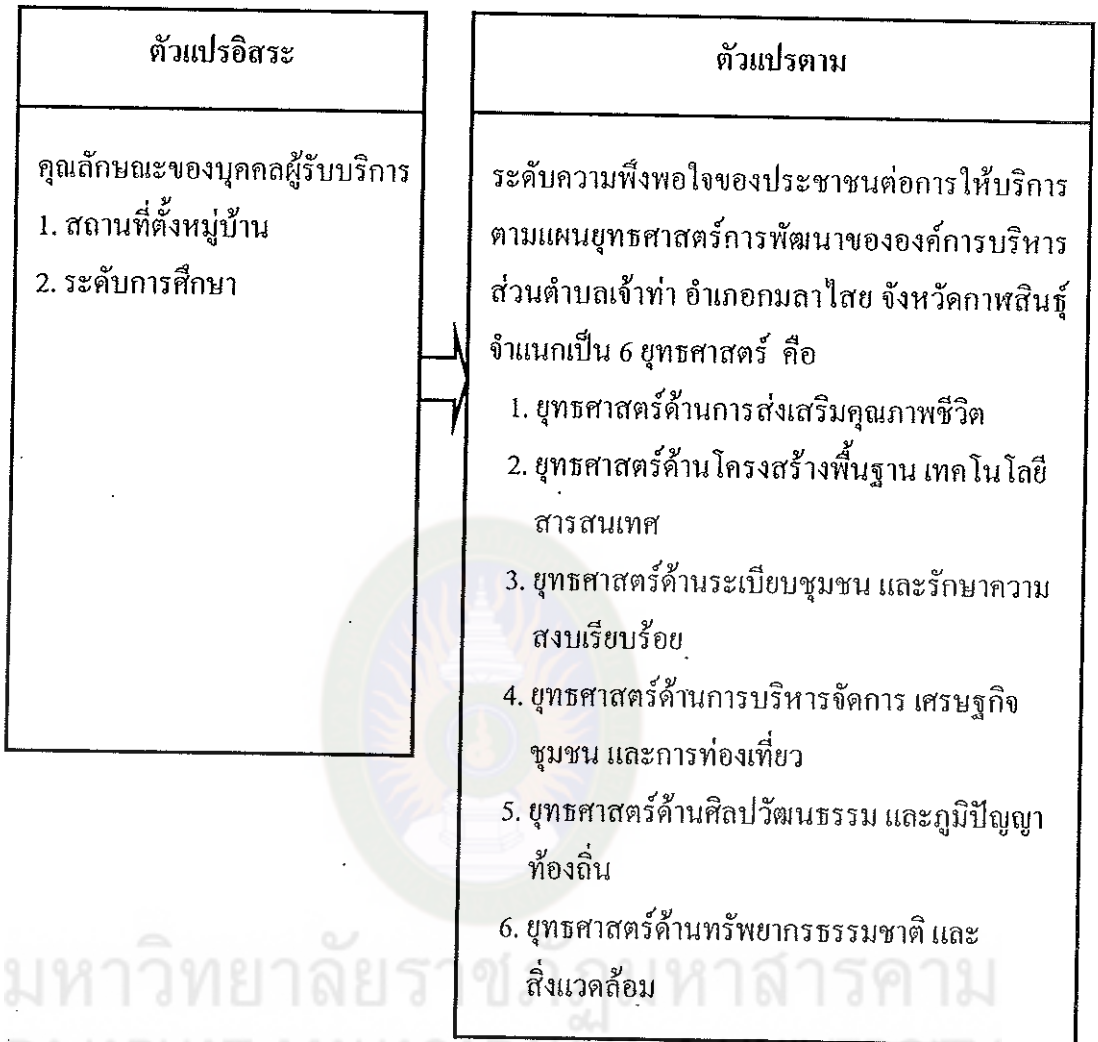 ตัวแปรอิสระ
คุณลักษณะของบุคคลผู้รับบริการ
1. สถานที่ตั้งหมู่บ้าน
2. ระดับการศึกษา
ตัวแปรตาม
ระดับความพึงพอใจของประชาชนต่อการให้บริการ
ตามแผนยุทธศาสตร์การพัฒนาขององค์การบริหาร
ส่วนตำบลเจ้าท่า อำเภอกมลาไสย จังหวัดกาฬสินธุ์
จำแนกเป็น 6 ยุทธศาสตร์ คือ
1. ยุทธศาสตร์ด้านการส่งเสริมคุณภาพชีวิต
2. ยุทธศาสตร์ด้านโครงสร้างพื้นฐาน เทคโนโลยี
สารสนเทศ
3. ยุทธศาสตร์ด้านระเบียบชุมชน และรักษาความ
สงบเรียบร้อย
4. ยุทธศาสตร์ด้านการบริหารจัดการ เศรษฐกิจ
ชุมชน และการท่องเที่ยว
5. ยุทธศาสตร์ด้านศิลปวัฒนธรรม และภูมิปัญญา
ท้องถิ่น
6. ยุทธศาสตร์ด้านทรัพยากรธรรมชาติ และ
สิ่งแวดล้อม
มหาวิทยาลัยราชภัฏมหาสารคาม